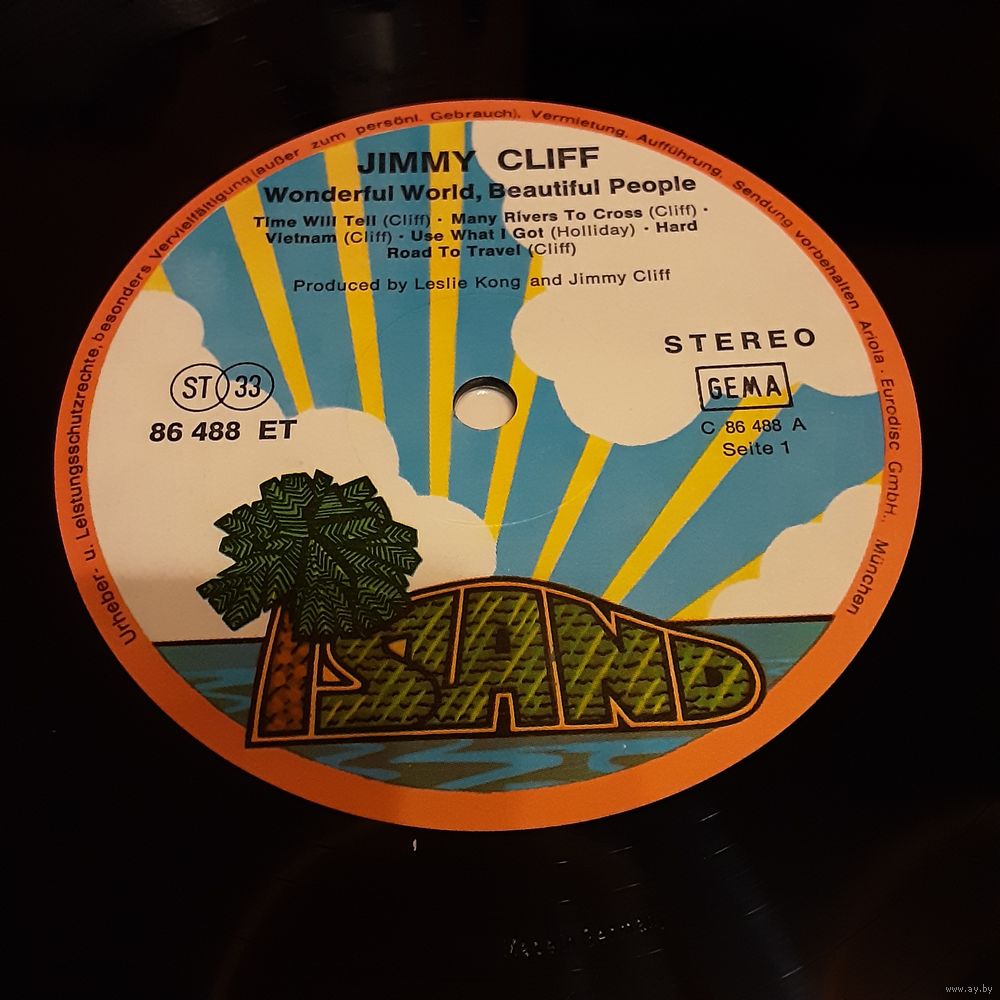 Urheber- u. Leistungsschutzrechte, besonders Vervielfältigung (außer zum persönl. Gebrauch), Vermietung, Aufführung, Sendung vorbehalten Ariola - Eurodisc GmbH., München
JIMMY CLIFF
Wonderful World, Beautiful People
Time Will Tell (Cliff) · Many Rivers To Cross (Cliff) ·
Vietnam (Cliff) · Use What I Got (Holliday) · Hard
Road To Travel (Cliff)
Produced by Leslie Kong and Jimmy Cliff
STEREO
ST 33
GEMA
86 488 ET
C 86 488 A
Seite 1
ISLAND
Made in Germany
www.ay.by